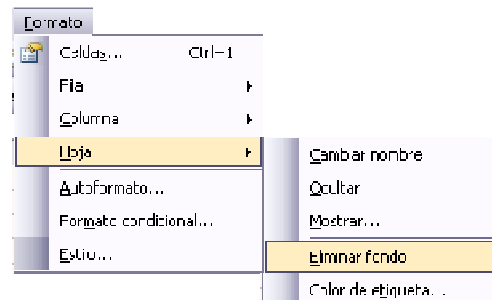 Formato
Celdas... Ctrl+1
Fila
Columna
Hoja
Autoformato...
Formato condicional...
Estilo...
Cambiar nombre
Ocultar
Mostrar...
Eliminar fondo
Color de etiqueta...